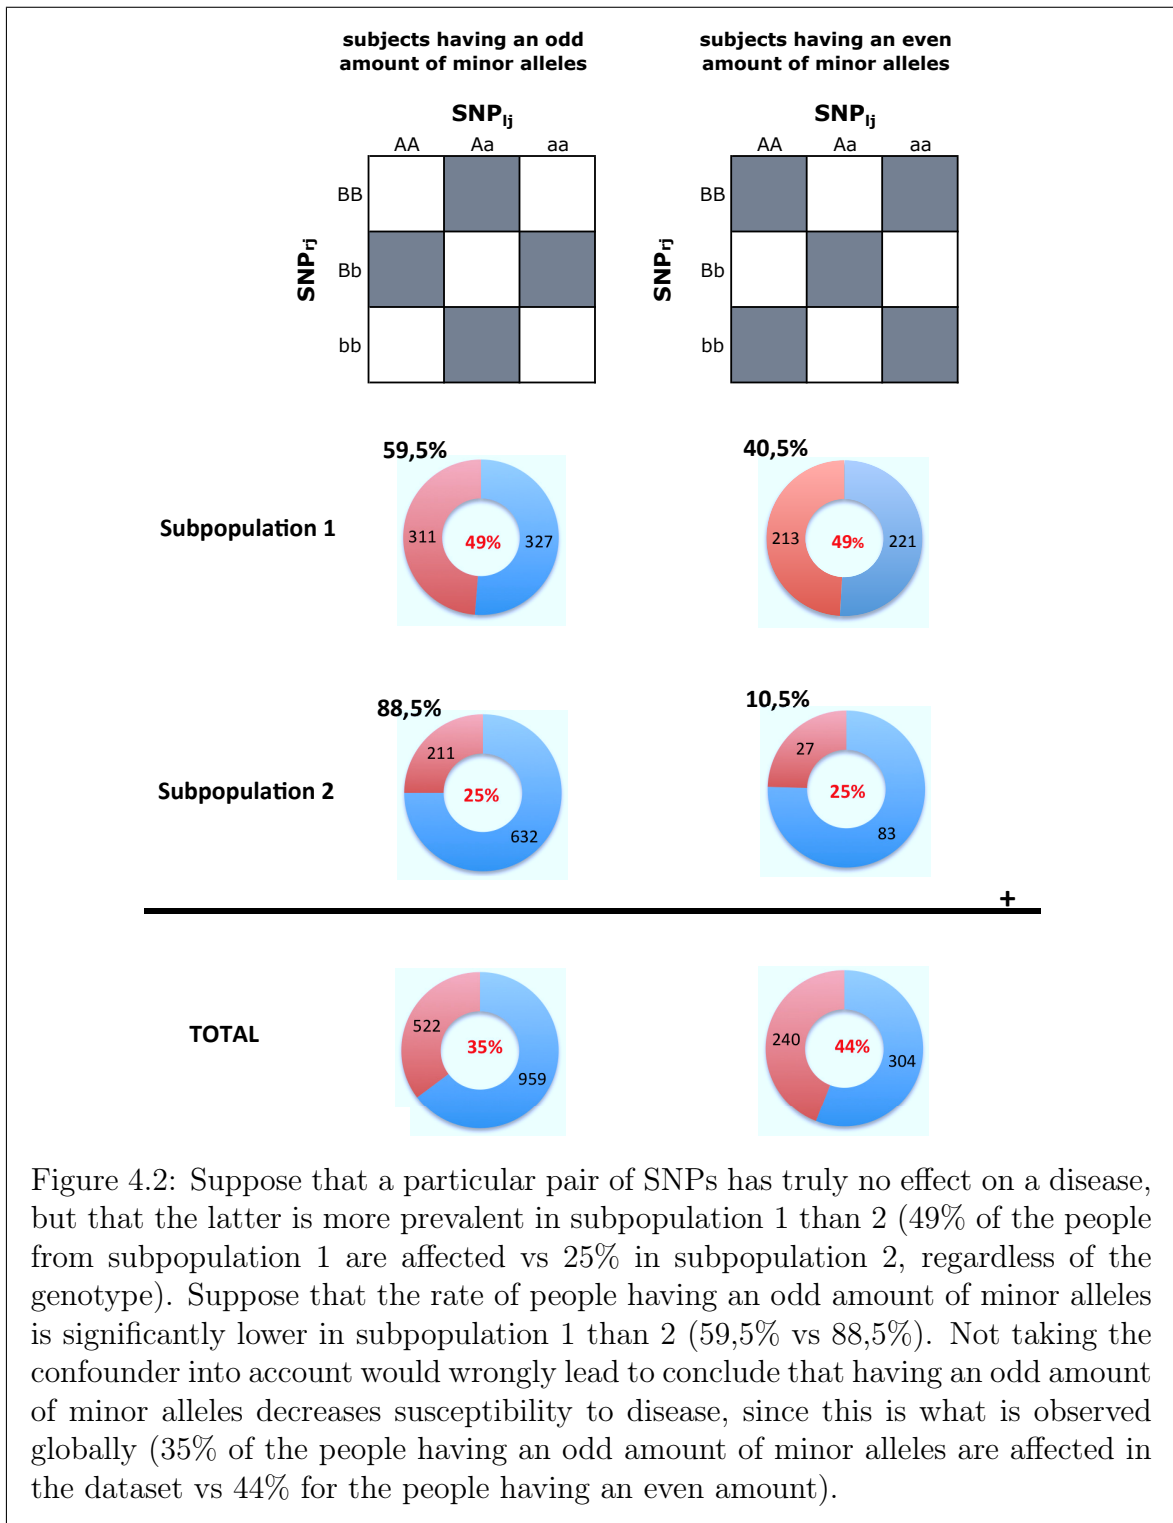 subjects having an odd
amount of minor alleles
subjects having an even
amount of minor alleles
SNPlj
SNPlj
AA Aa aa
AA Aa aa
BB
Bb
bb
SNPrj
BB
Bb
bb
SNPrj
59,5%
40,5%
Subpopulation 1
311 49% 327
213 49% 221
88,5%
10,5%
Subpopulation 2
211
25%
632
27
25%
83
+
TOTAL
522
35%
959
240
44%
304
Figure 4.2: Suppose that a particular pair of SNPs has truly no effect on a disease,
but that the latter is more prevalent in subpopulation 1 than 2 (49% of the people
from subpopulation 1 are affected vs 25% in subpopulation 2, regardless of the
genotype). Suppose that the rate of people having an odd amount of minor alleles
is significantly lower in subpopulation 1 than 2 (59,5% vs 88,5%). Not taking the
confounder into account would wrongly lead to conclude that having an odd amount
of minor alleles decreases susceptibility to disease, since this is what is observed
globally (35% of the people having an odd amount of minor alleles are affected in
the dataset vs 44% for the people having an even amount).